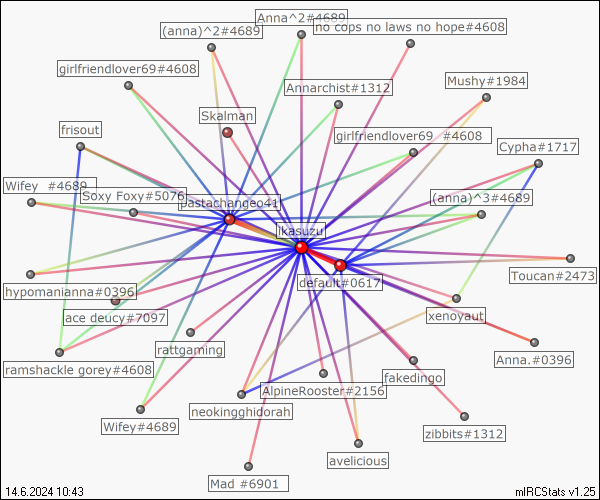 Anna^2#4689
(anna)^2#4689
no cops no laws no hope#4608
girlfriendlover69#4608
Mushy#1984
Annarchist#1312
Skalman
frisout
girlfriendlover69_#4608
Cypha#1717
Wifey_#4689
Soxy Foxy#5076
pastachangeo41
(anna)^3#4689
ikasuzu
Toucan#2473
default#0617
hypomanianna#0396
ace deucy#7097
xenoyaut
rattgaming
Anna.#0396
ramshackle gorey#4608
fakedingo
AlpineRooster#2156
neokingghidorah
Wifey#4689
zibbits#1312
avelicious
Mad_#6901
14.6.2024 10:43
mIRCStats v1.25